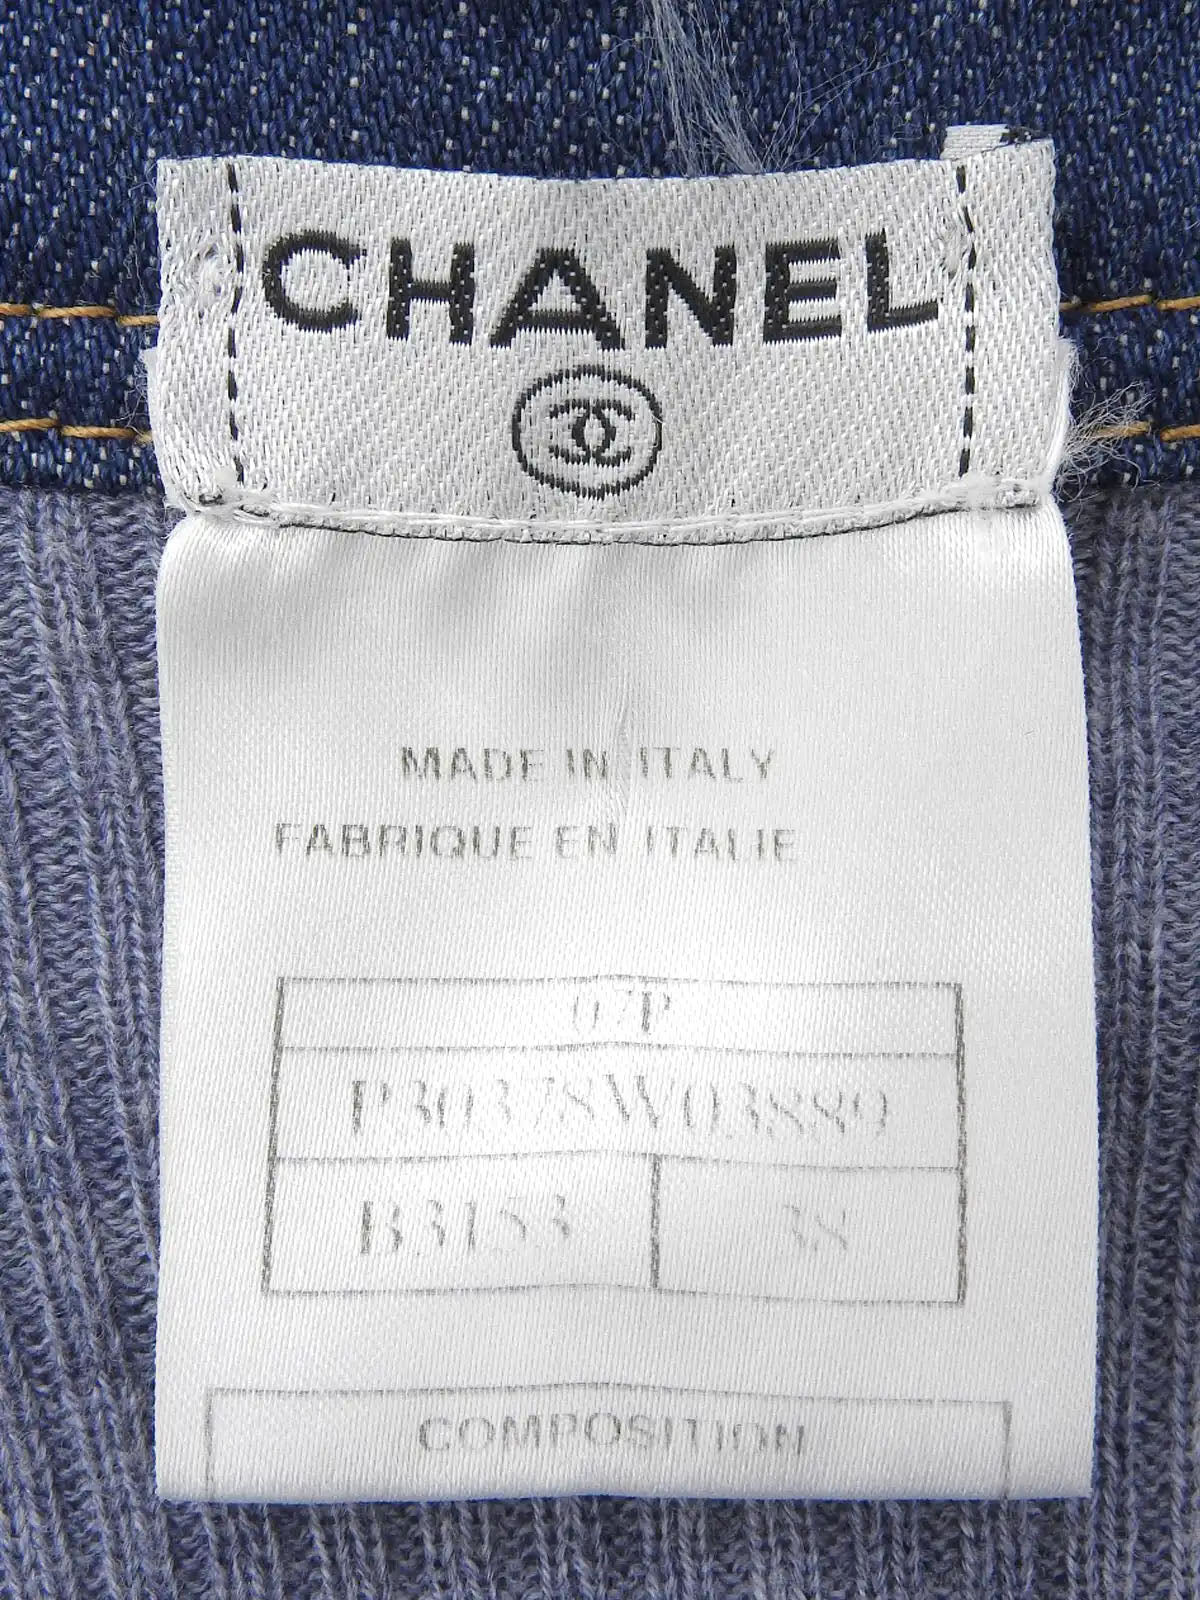 CHANEL
MADE IN ITALY
FABRIQUE EN ITALIE
07P
P30378W03889
B3153 38
COMPOSITION